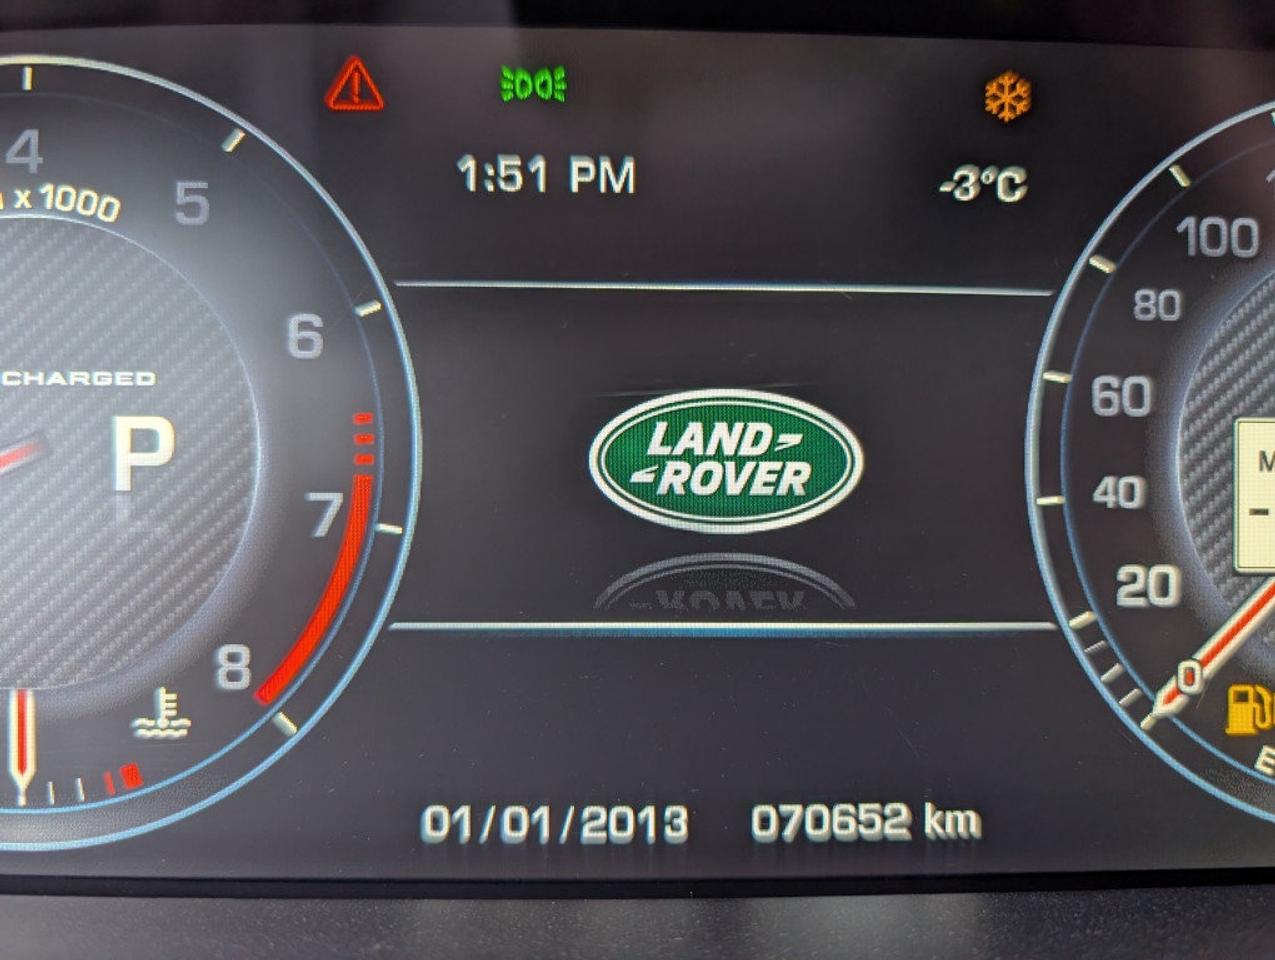 1:51 PM
-3°C
4
5
x 1000
6
CHARGED
P
7
8
LAND
ROVER
100
80
60
40
20
0
M
-
E
01/01/2013 070652 km